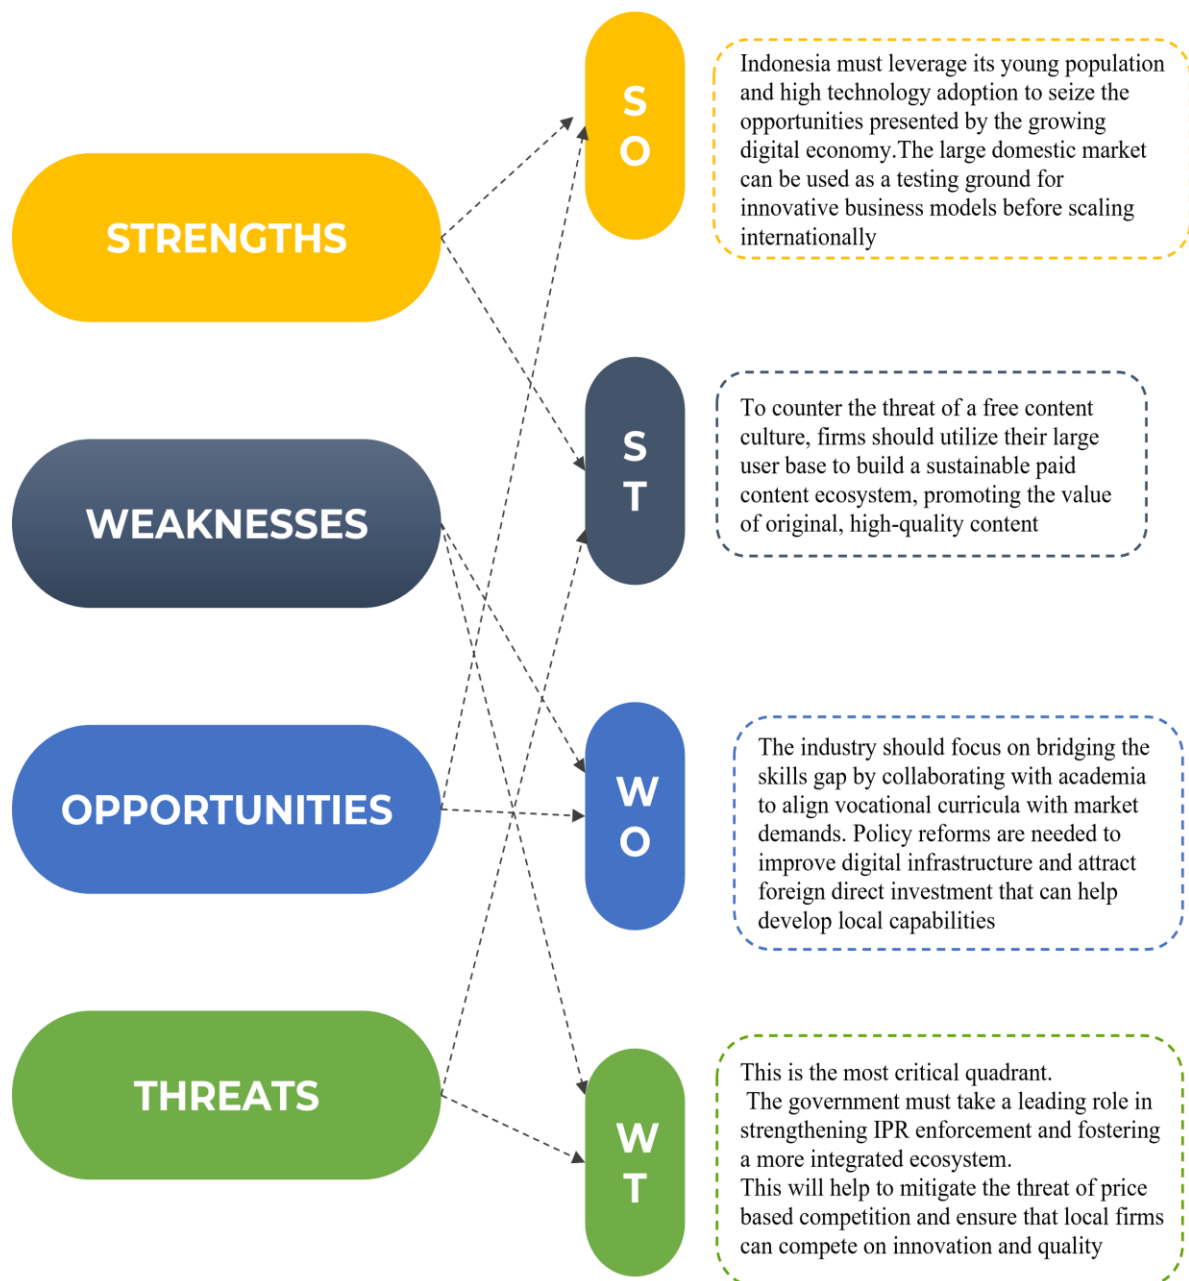 STRENGTHS
WEAKNESSES
OPPORTUNITIES
THREATS
S
O
Indonesia must leverage its young population
and high technology adoption to seize the
opportunities presented by the growing
digital economy.The large domestic market
can be used as a testing ground for
innovative business models before scaling
internationally
S
T
To counter the threat of a free content
culture, firms should utilize their large
user base to build a sustainable paid
content ecosystem, promoting the value
of original, high-quality content
W
O
The industry should focus on bridging the
skills gap by collaborating with academia
to align vocational curricula with market
demands. Policy reforms are needed to
improve digital infrastructure and attract
foreign direct investment that can help
develop local capabilities
W
T
This is the most critical quadrant.
The government must take a leading role in
strengthening IPR enforcement and fostering
a more integrated ecosystem.
This will help to mitigate the threat of price
based competition and ensure that local firms
can compete on innovation and quality